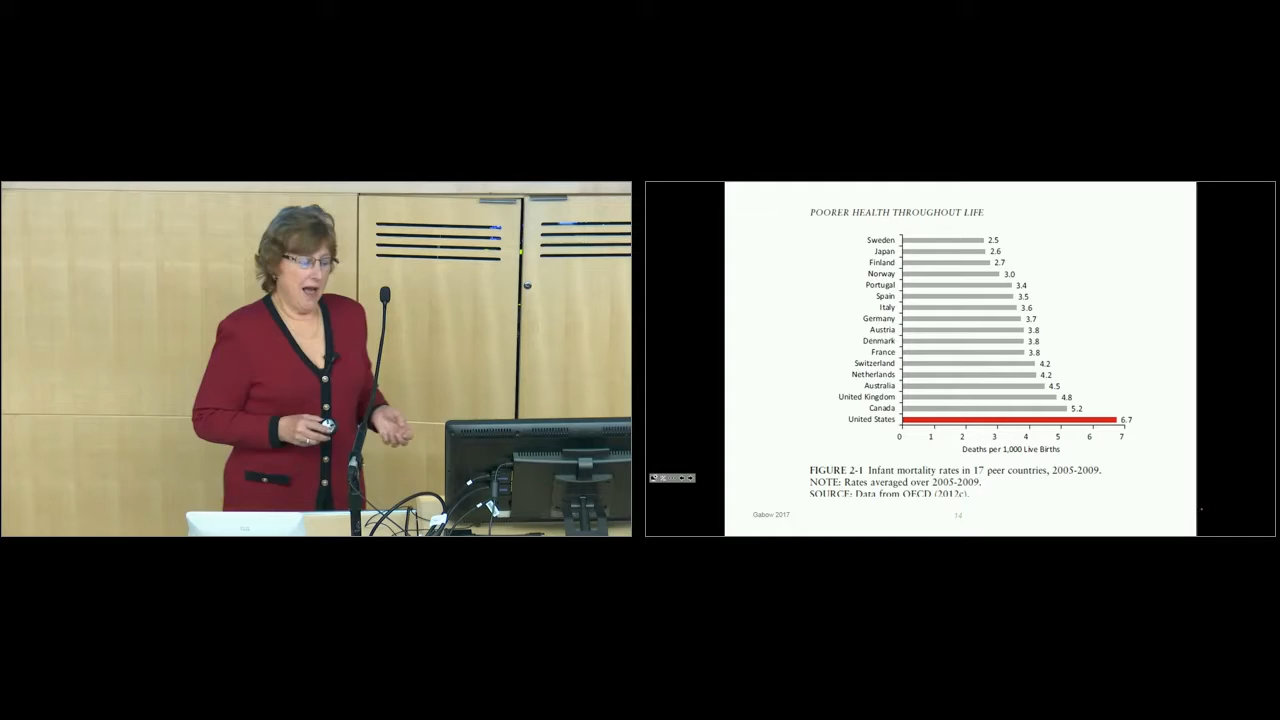 POORER HEALTH THROUGHOUT LIFE
Sweden 2.5
Japan 2.6
Finland 2.7
Norway 3.0
Portugal 3.4
Spain 3.5
Italy 3.6
Germany 3.7
Austria 3.8
Denmark 3.8
France 3.8
Switzerland 4.2
Netherlands 4.2
Australia 4.5
United Kingdom 4.8
Canada 5.2
United States 6.7
0 1 2 3 4 5 6 7
Deaths per 1,000 Live Births
FIGURE 2-1 Infant mortality rates in 17 peer countries, 2005-2009.
NOTE: Rates averaged over 2005-2009.
SOURCE: Data from OECD (2012c).
Gabow 2017
14